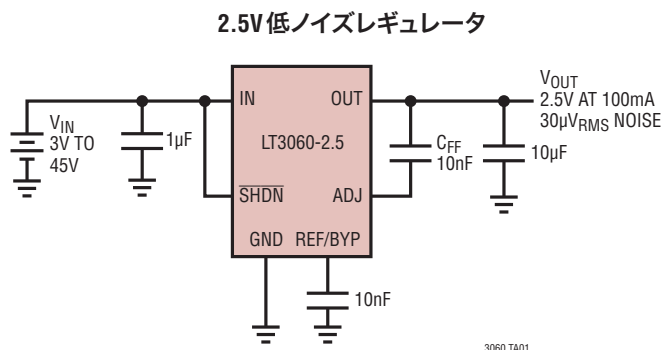 2.5V低ノイズレギュレータ
IN
OUT
VOUT
2.5V AT 100mA
30µVRMS NOISE
VIN
3V TO
45V
1µF
LT3060-2.5
CFF
10nF
10µF
SHDN
ADJ
GND
REF/BYP
10nF
3060 TA01